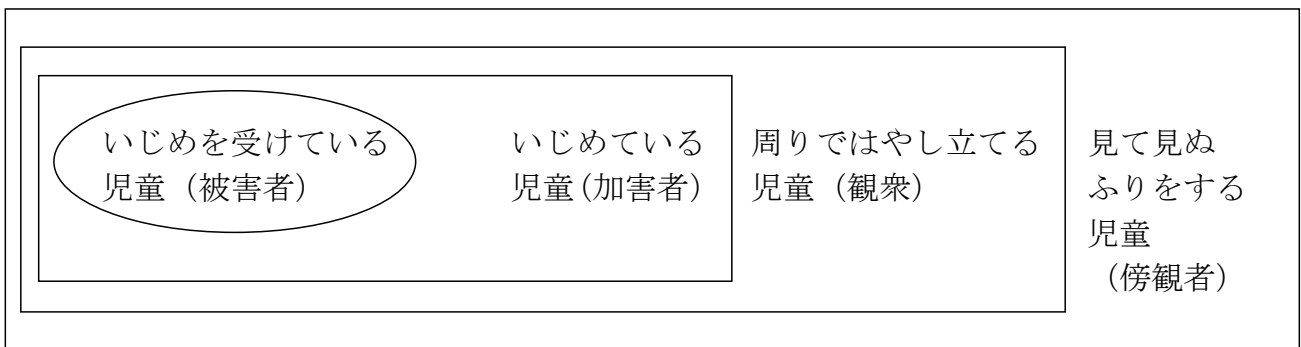 いじめを受けている
児童（被害者）
いじめている
児童（加害者）
周りではやし立てる
児童（観衆）
見て見ぬ
ふりをする
児童
（傍観者）